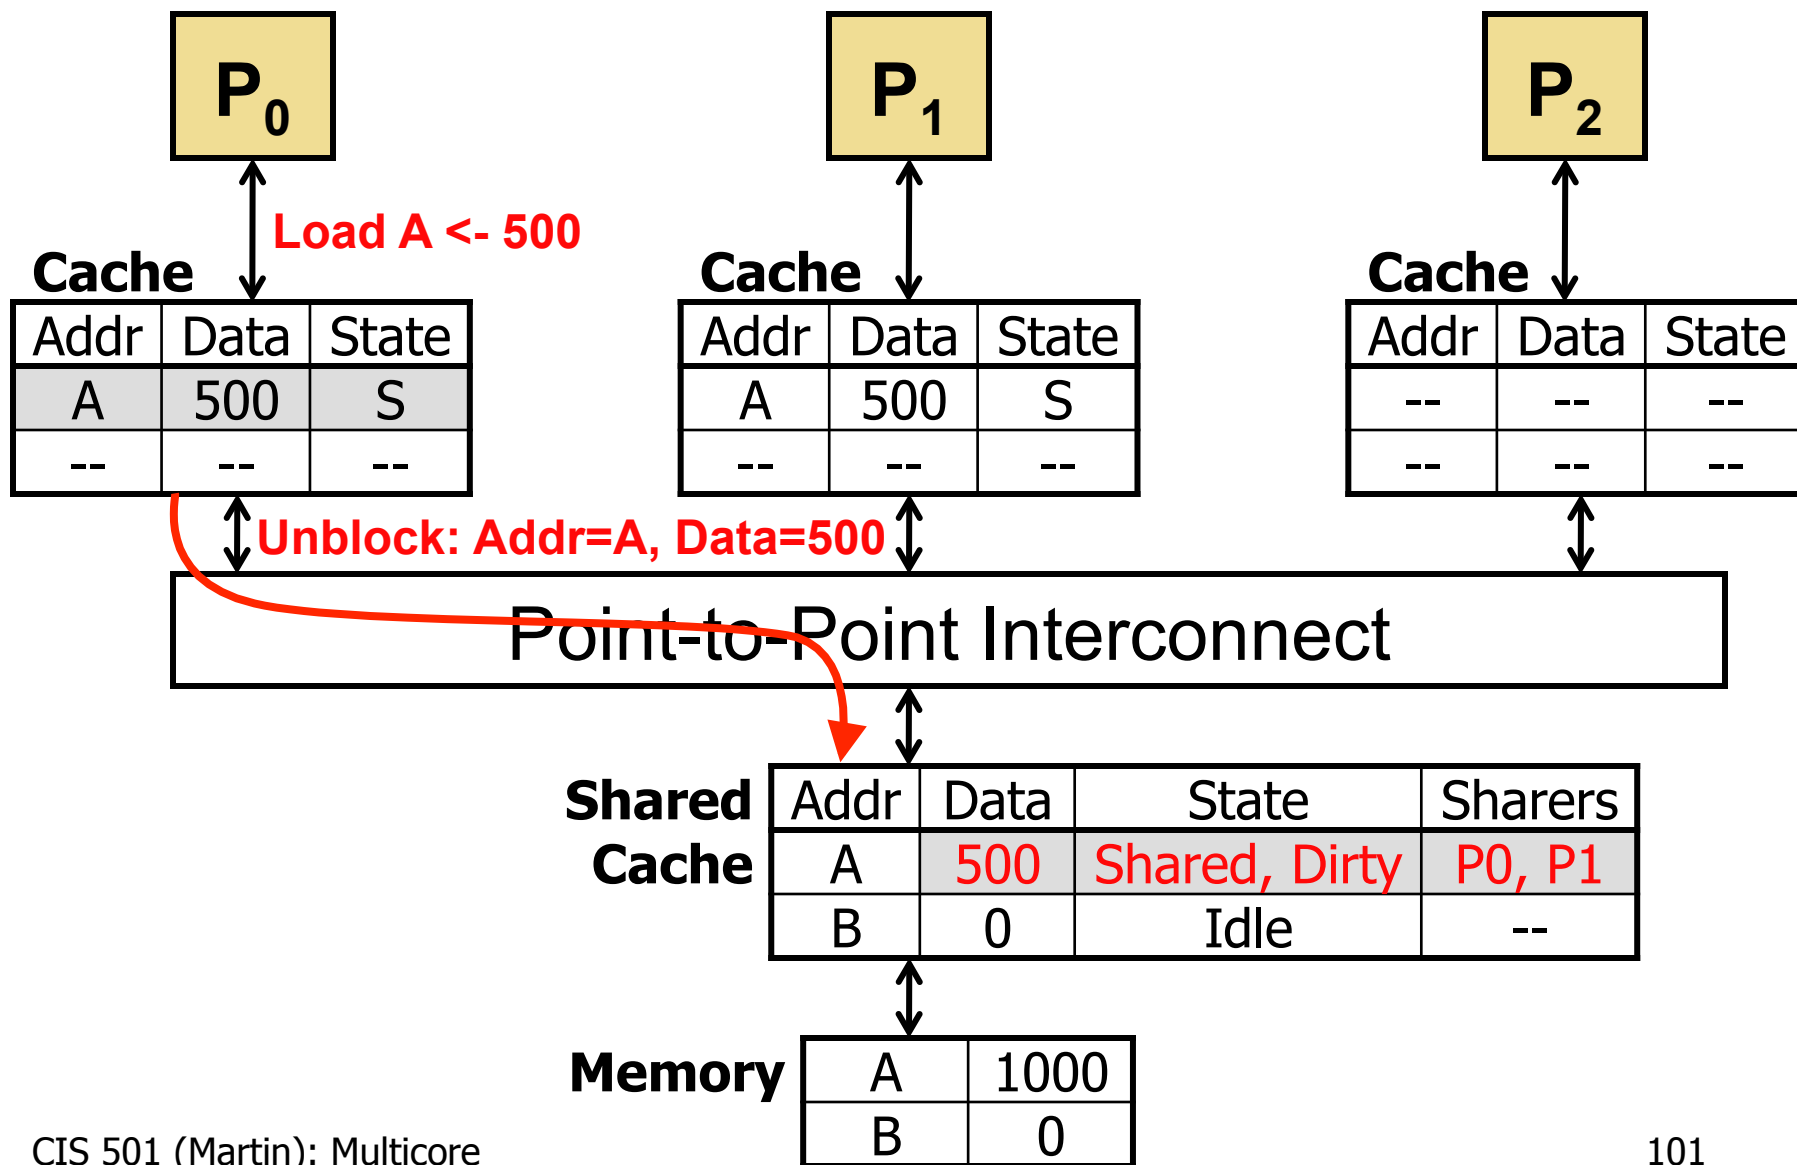 P0 P1 P2
Load A <- 500
Cache Cache Cache
Addr Data State Addr Data State Addr Data State
A 500 S A 500 S -- -- --
-- -- -- -- -- -- -- -- --
Unblock: Addr=A, Data=500
Point-to-Point Interconnect
Shared Addr Data State Sharers
Cache A 500 Shared, Dirty P0, P1
B 0 Idle --
Memory A 1000
B 0
CIS 501 (Martin): Multicore 101